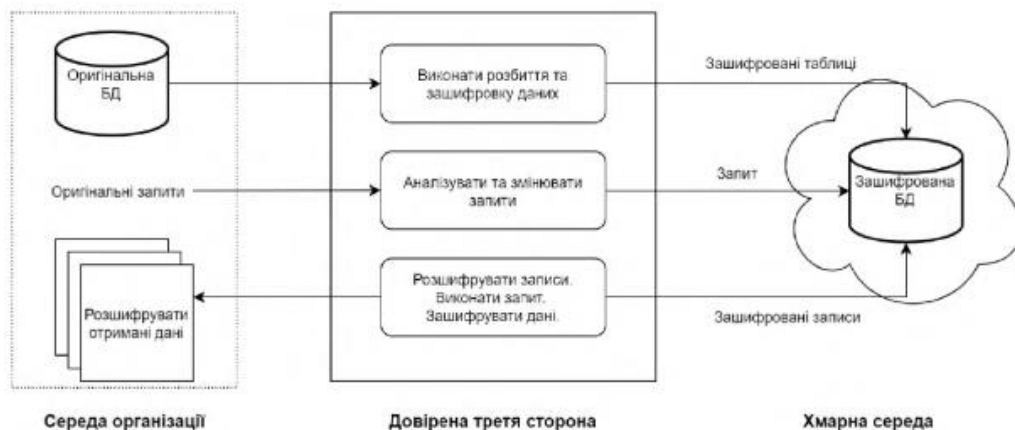 Оригінальна
БД
Виконати розбиття та
зашифровку даних
Зашифровані таблиці
Оригінальні запити
Аналізувати та змінювати
запити
Запит
Зашифрована
БД
Розшифрувати
отримані дані
Розшифрувати записи.
Виконати запит.
Зашифрувати дані.
Зашифровані записи
Середа організації
Довірена третя сторона
Хмарна середа